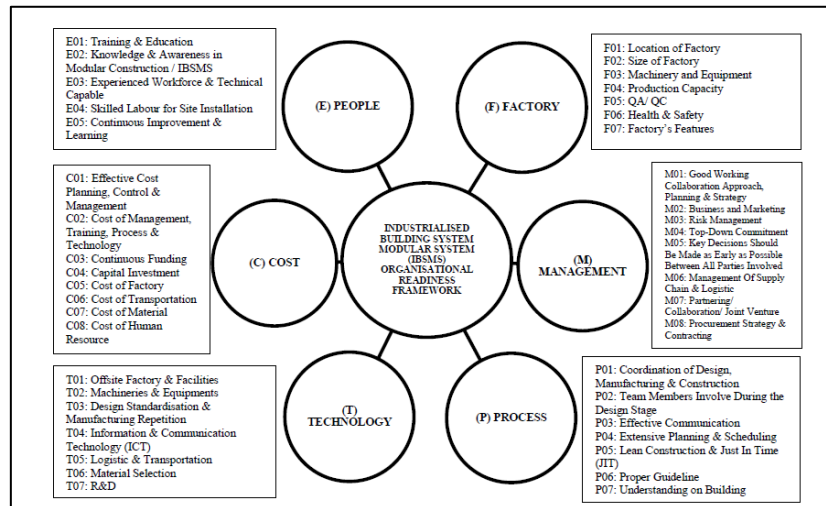 E01: Training & Education
E02: Knowledge & Awareness in
Modular Construction / IBSMS
E03: Experienced Workforce & Technical
Capable
E04: Skilled Labour for Site Installation
E05: Continuous Improvement &
Learning
(E) PEOPLE
(F) FACTORY
F01: Location of Factory
F02: Size of Factory
F03: Machinery and Equipment
F04: Production Capacity
F05: QA/ QC
F06: Health & Safety
F07: Factory's Features
C01: Effective Cost
Planning, Control &
Management
C02: Cost of Management,
Training, Process &
Technology
C03: Continuous Funding
C04: Capital Investment
C05: Cost of Factory
C06: Cost of Transportation
C07: Cost of Material
C08: Cost of Human
Resource
(C) COST
INDUSTRIALISED
BUILDING SYSTEM
MODULAR SYSTEM
(IBSMS)
ORGANISATIONAL
READINESS
FRAMEWORK
(M)
MANAGEMENT
M01: Good Working
Collaboration Approach,
Planning & Strategy
M02: Business and Marketing
M03: Risk Management
M04: Top-Down Commitment
M05: Key Decisions Should
Be Made as Early as Possible
Between All Parties Involved
M06: Management Of Supply
Chain & Logistic
M07: Partnering/
Collaboration/ Joint Venture
M08: Procurement Strategy &
Contracting
T01: Offsite Factory & Facilities
T02: Machineries & Equipments
T03: Design Standardisation &
Manufacturing Repetition
T04: Information & Communication
Technology (ICT)
T05: Logistic & Transportation
T06: Material Selection
T07: R&D
(T)
TECHNOLOGY
(P) PROCESS
P01: Coordination of Design,
Manufacturing & Construction
P02: Team Members Involve During the
Design Stage
P03: Effective Communication
P04: Extensive Planning & Scheduling
P05: Lean Construction & Just In Time
(JIT)
P06: Proper Guideline
P07: Understanding on Building